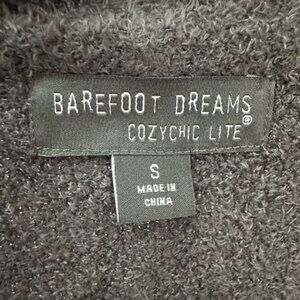 BAREFOOT DREAMS
COZYCHIC LITE®
S
MADE IN
CHINA